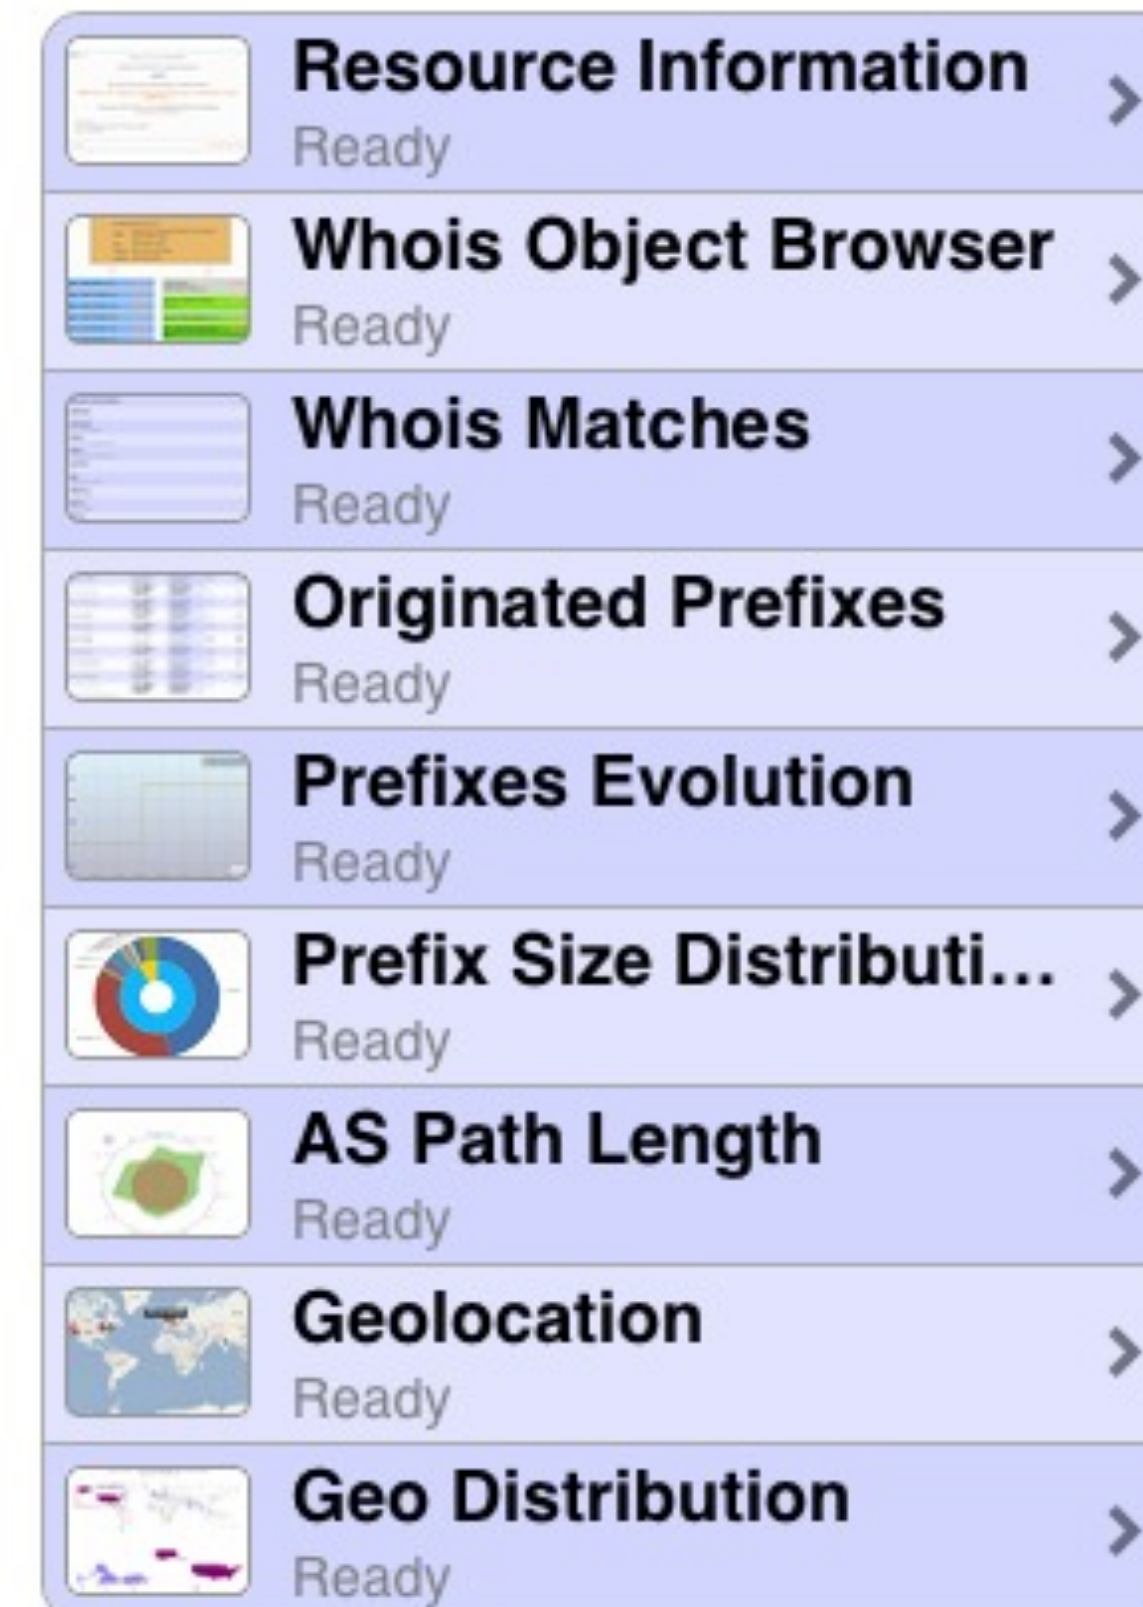 Resource Information
Ready
Whois Object Browser
Ready
Whois Matches
Ready
Originated Prefixes
Ready
Prefixes Evolution
Ready
Prefix Size Distributi...
Ready
AS Path Length
Ready
Geolocation
Ready
Geo Distribution
Ready